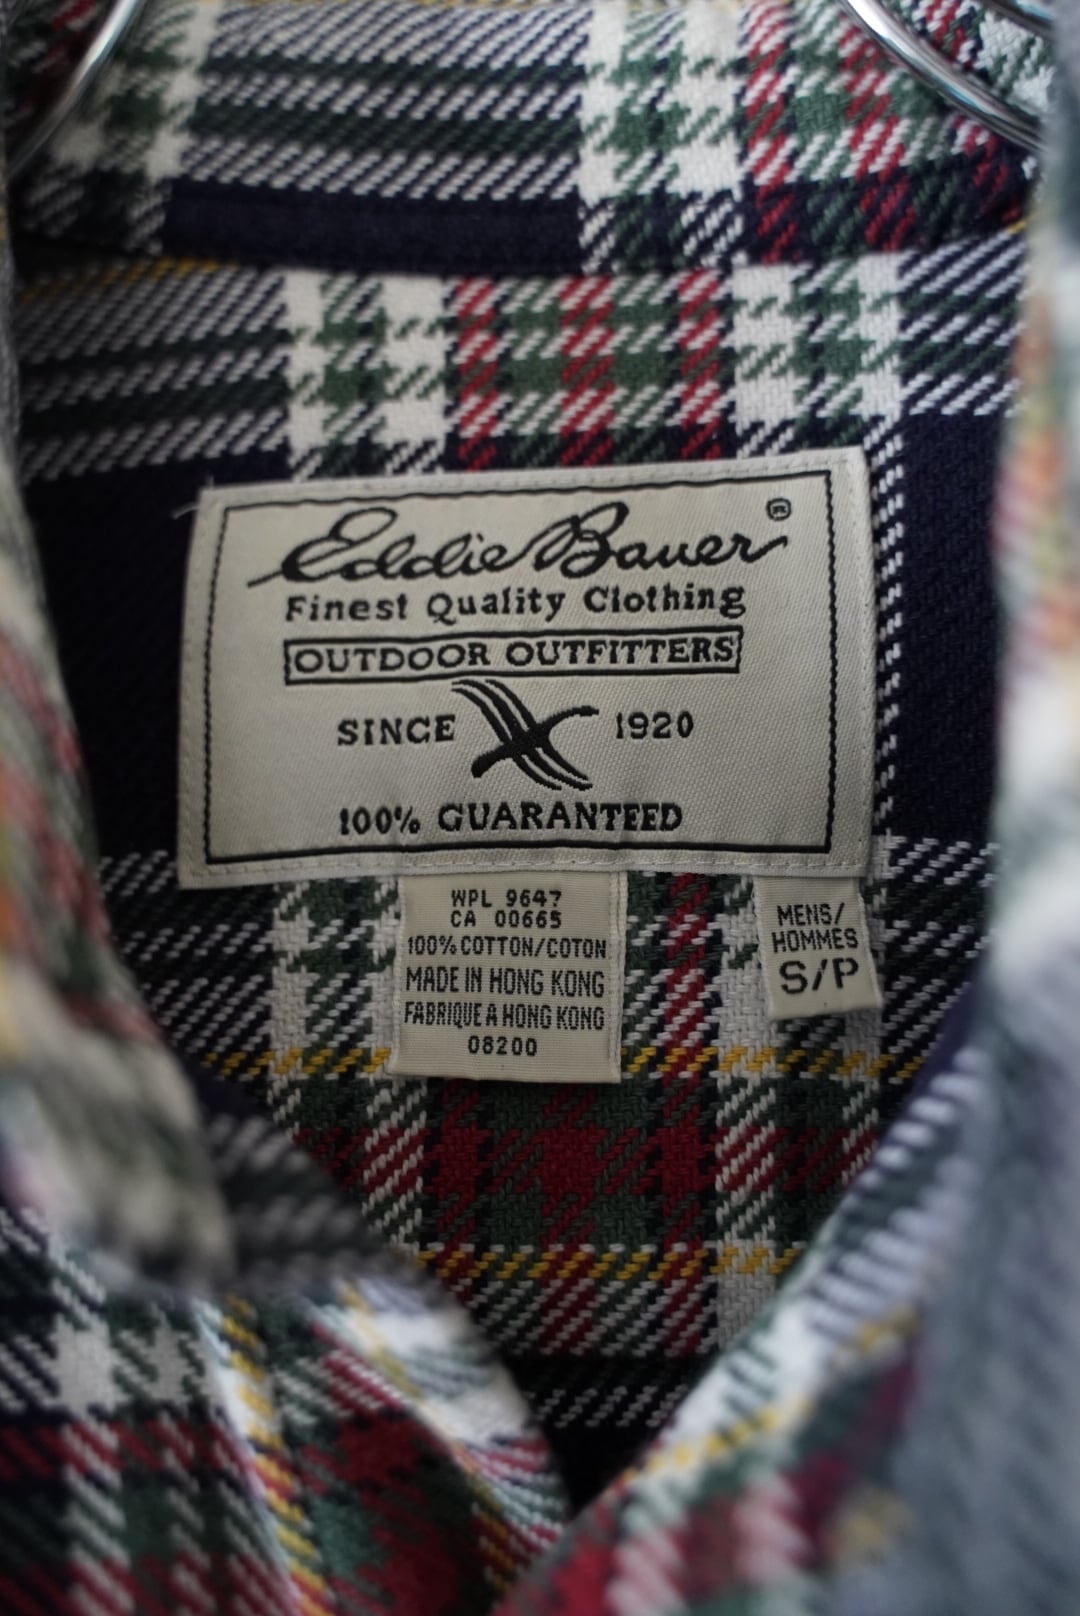 Eddie Bauer®
Finest Quality Clothing
OUTDOOR OUTFITTERS
SINCE 1920
100% GUARANTEED
WPL 9647
CA 00665
100% COTTON/COTON
MADE IN HONG KONG
FABRIQUE A HONG KONG
08200
MENS/
HOMMES
S/P